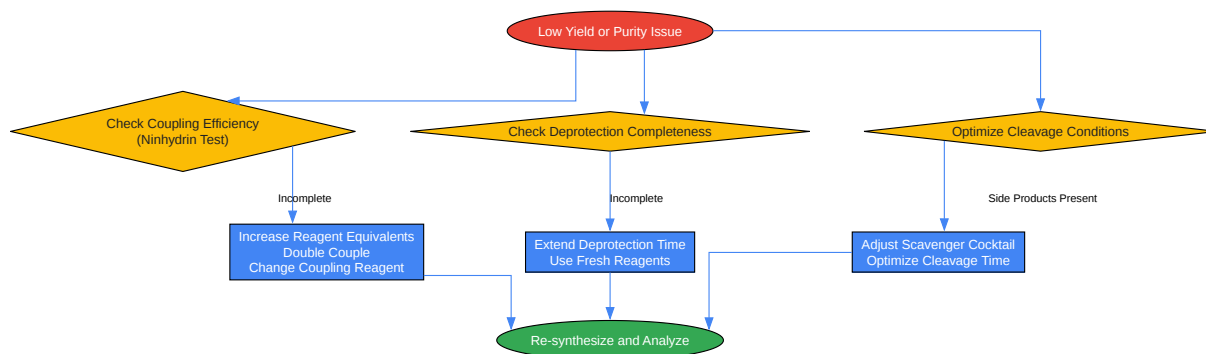 Low Yield or Purity Issue
Check Coupling Efficiency
(Ninhydrin Test)
Check Deprotection Completeness
Optimize Cleavage Conditions
Incomplete
Incomplete
Side Products Present
Increase Reagent Equivalents
Double Couple
Change Coupling Reagent
Extend Deprotection Time
Use Fresh Reagents
Adjust Scavenger Cocktail
Optimize Cleavage Time
Re-synthesize and Analyze